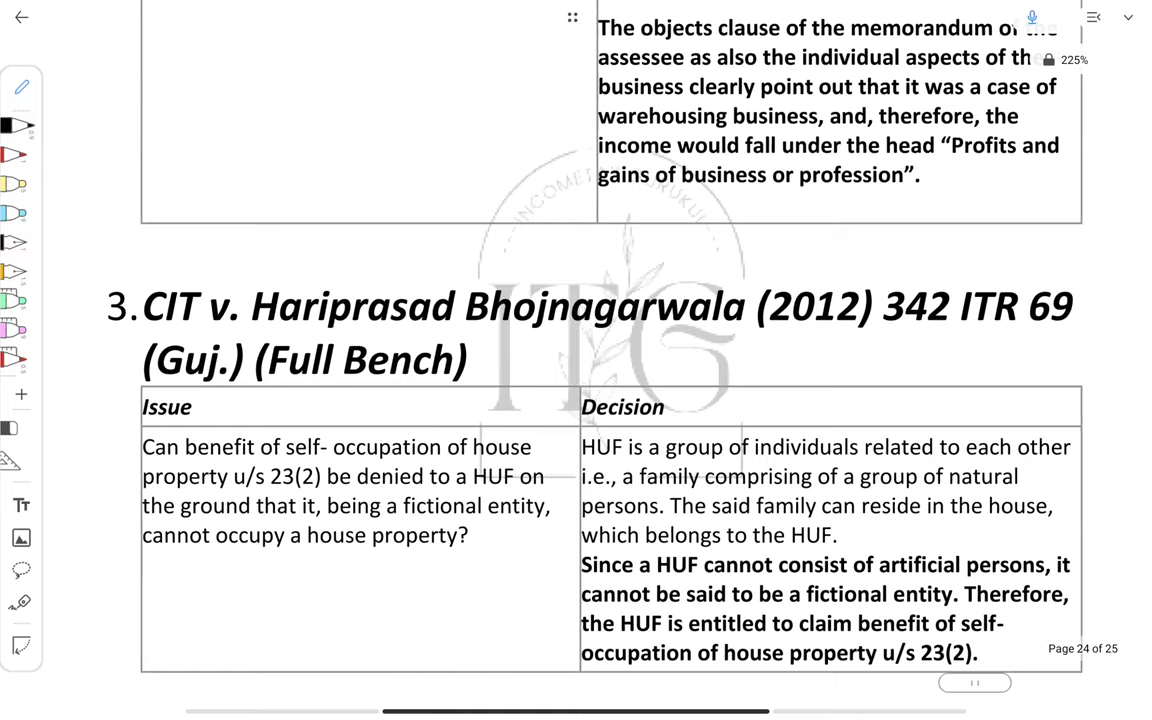 The objects clause of the memorandum of the
assessee as also the individual aspects of the
225%
business clearly point out that it was a case of
warehousing business, and, therefore, the
income would fall under the head “Profits and
gains of business or profession”.
3. CIT v. Hariprasad Bhojnagarwala (2012) 342 ITR 69
(Guj.) (Full Bench)
ITG
Issue
Decision
Can benefit of self- occupation of house
property u/s 23(2) be denied to a HUF on
the ground that it, being a fictional entity,
cannot occupy a house property?
HUF is a group of individuals related to each other
i.e., a family comprising of a group of natural
persons. The said family can reside in the house,
which belongs to the HUF.
Since a HUF cannot consist of artificial persons, it
cannot be said to be a fictional entity. Therefore,
the HUF is entitled to claim benefit of self-
occupation of house property u/s 23(2).
Page 24 of 25